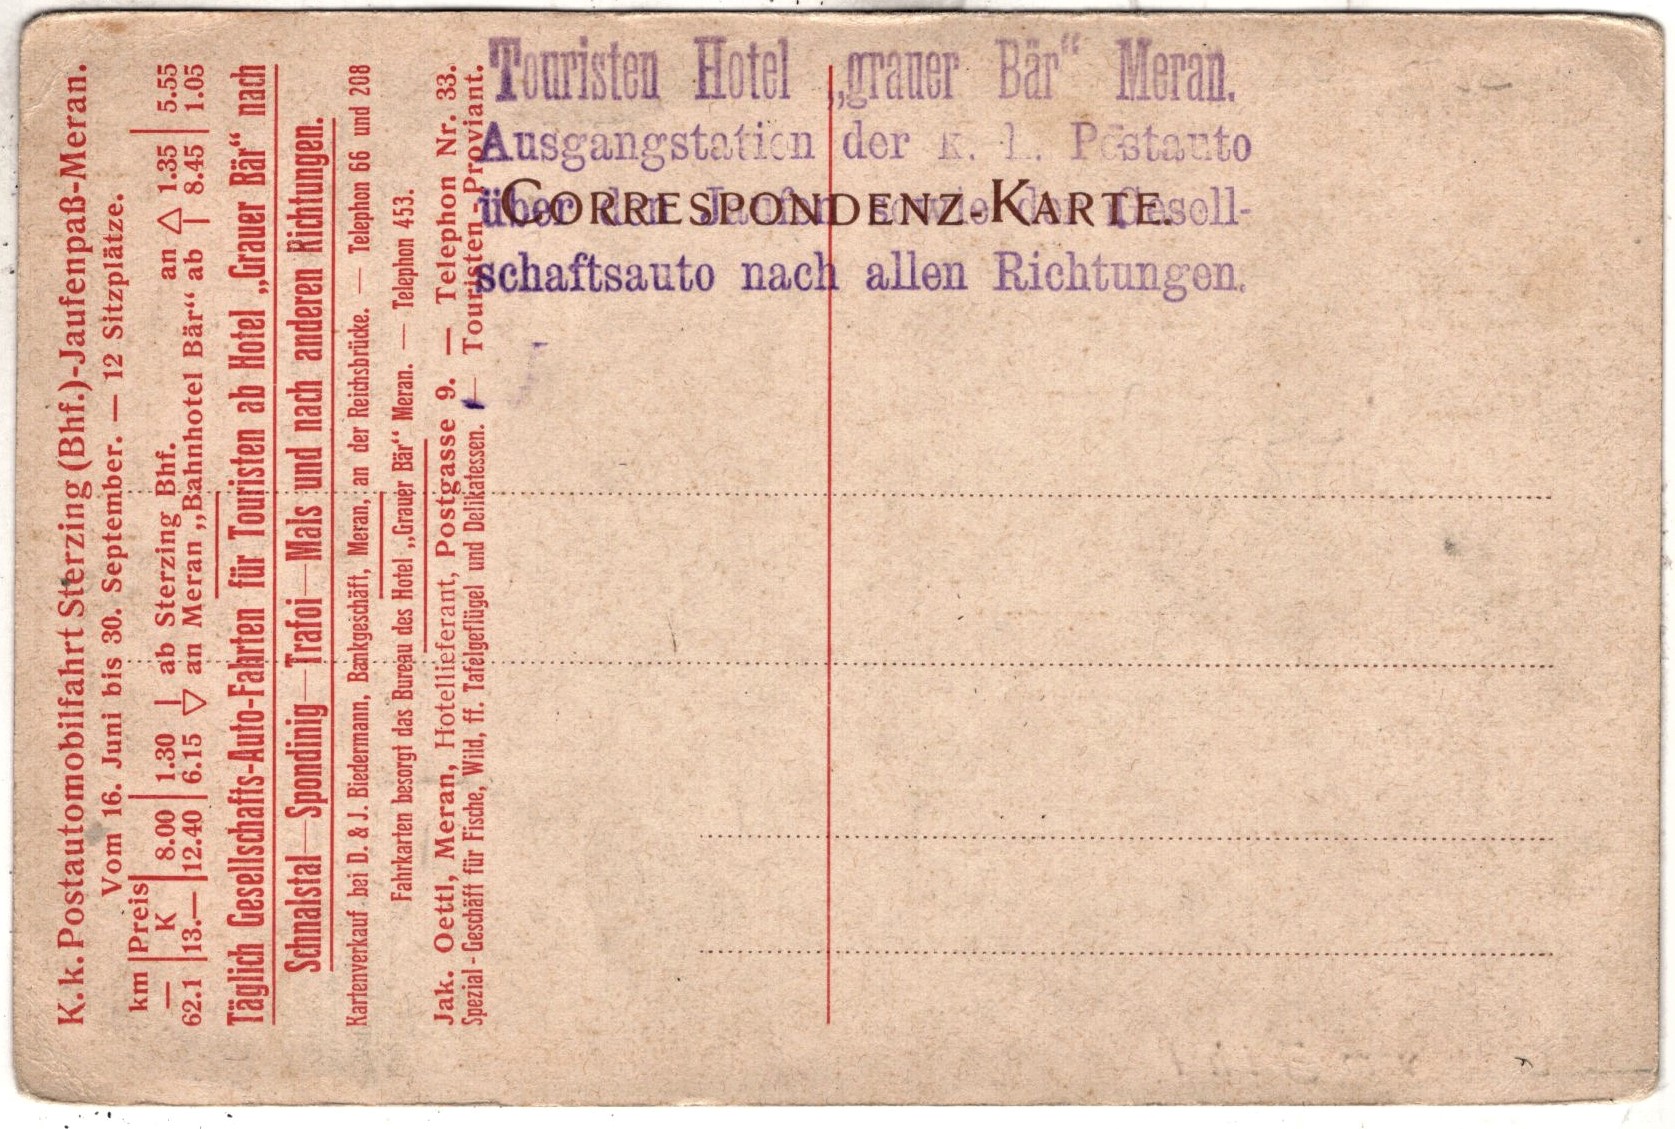 Touristen Hotel „grauer Bär“ Meran.
Ausgangstation der k. k. Postauto
über den Jaufen sowie der Gesell-
schaftsauto nach allen Richtungen.
CORRESPONDENZ-KARTE.
K. k. Postautomobilfahrt Sterzing (Bhf.)-Jaufenpaß-Meran.
Vom 16. Juni bis 30. September. — 12 Sitzplätze.
km Preis
— K 8.00 1.30 ab Sterzing Bhf. an 1.35 5.55
62.1 13.— 12.40 6.15 an Meran „Bahnhotel Bär“ ab 8.45 1.05
Täglich Gesellschafts-Auto-Fahrten für Touristen ab Hotel „Grauer Bär“ nach
Schnalstal—Spondinig—Trafoi—Mals und nach anderen Richtungen.
Kartenverkauf bei D. & J. Biedermann, Bankgeschäft, Meran, an der Reichsbrücke. — Telephon 66 und 208
Fahrkarten besorgt das Bureau des Hotel „Grauer Bär“ Meran. — Telephon 453.
Jak. Oettl, Meran, Hotellieferant, Postgasse 9. — Telephon Nr. 33.
Spezial-Geschäft für Fische, Wild, ff. Tafelgeflügel und Delikatessen. — Touristen-Proviant.